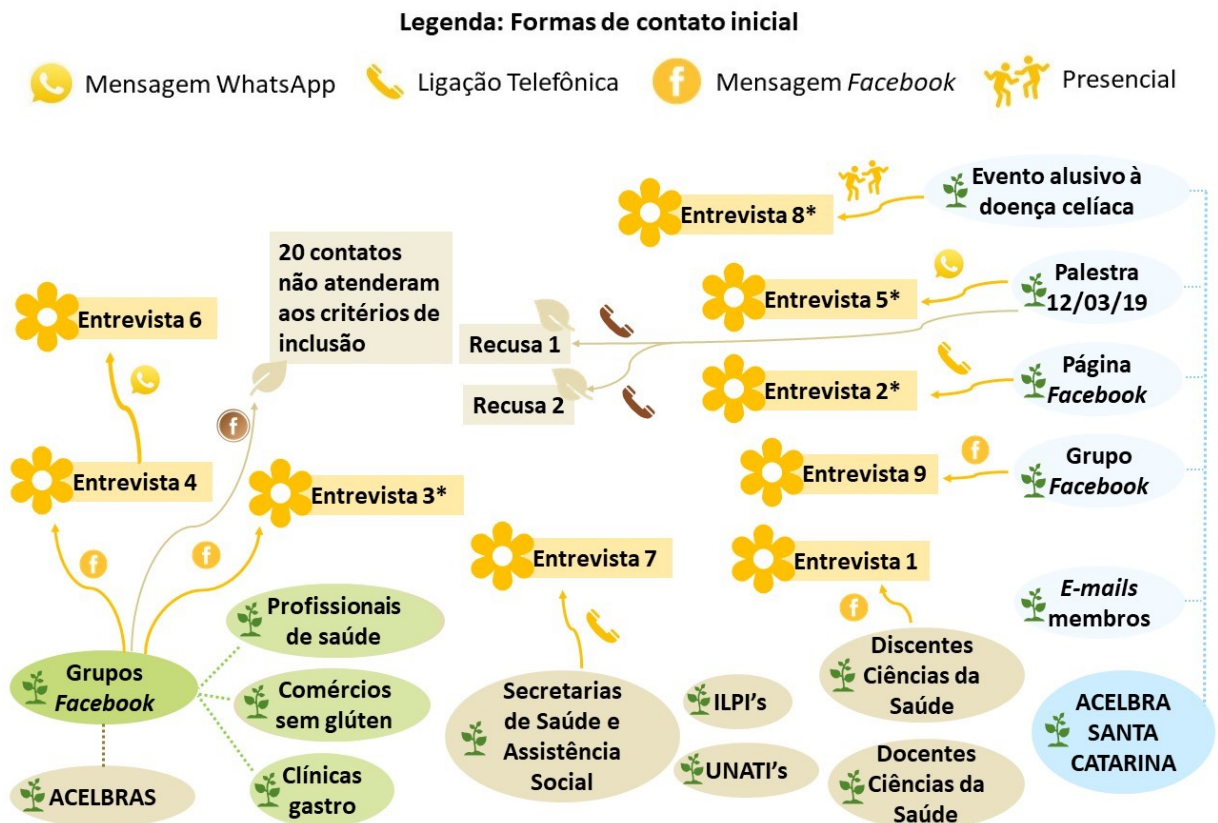 Legenda: Formas de contato inicial
Mensagem WhatsApp
Ligação Telefônica
Mensagem Facebook
Presencial
Evento alusivo à
doença celíaca
Entrevista 8*
20 contatos
não atenderam
aos critérios de
inclusão
Palestra
12/03/19
Entrevista 5*
Entrevista 6
Recusa 1
Página
Facebook
Entrevista 2*
Recusa 2
Grupo
Facebook
Entrevista 9
Entrevista 4
Entrevista 3*
Entrevista 7
Entrevista 1
E-mails
membros
Profissionais
de saúde
Grupos
Facebook
Comércios
sem glúten
Clínicas
gastro
ACELBRAS
Secretarias
de Saúde e
Assistência
Social
ILPI’s
UNATI’s
Discentes
Ciências da
Saúde
Docentes
Ciências da
Saúde
ACELBRA
SANTA
CATARINA